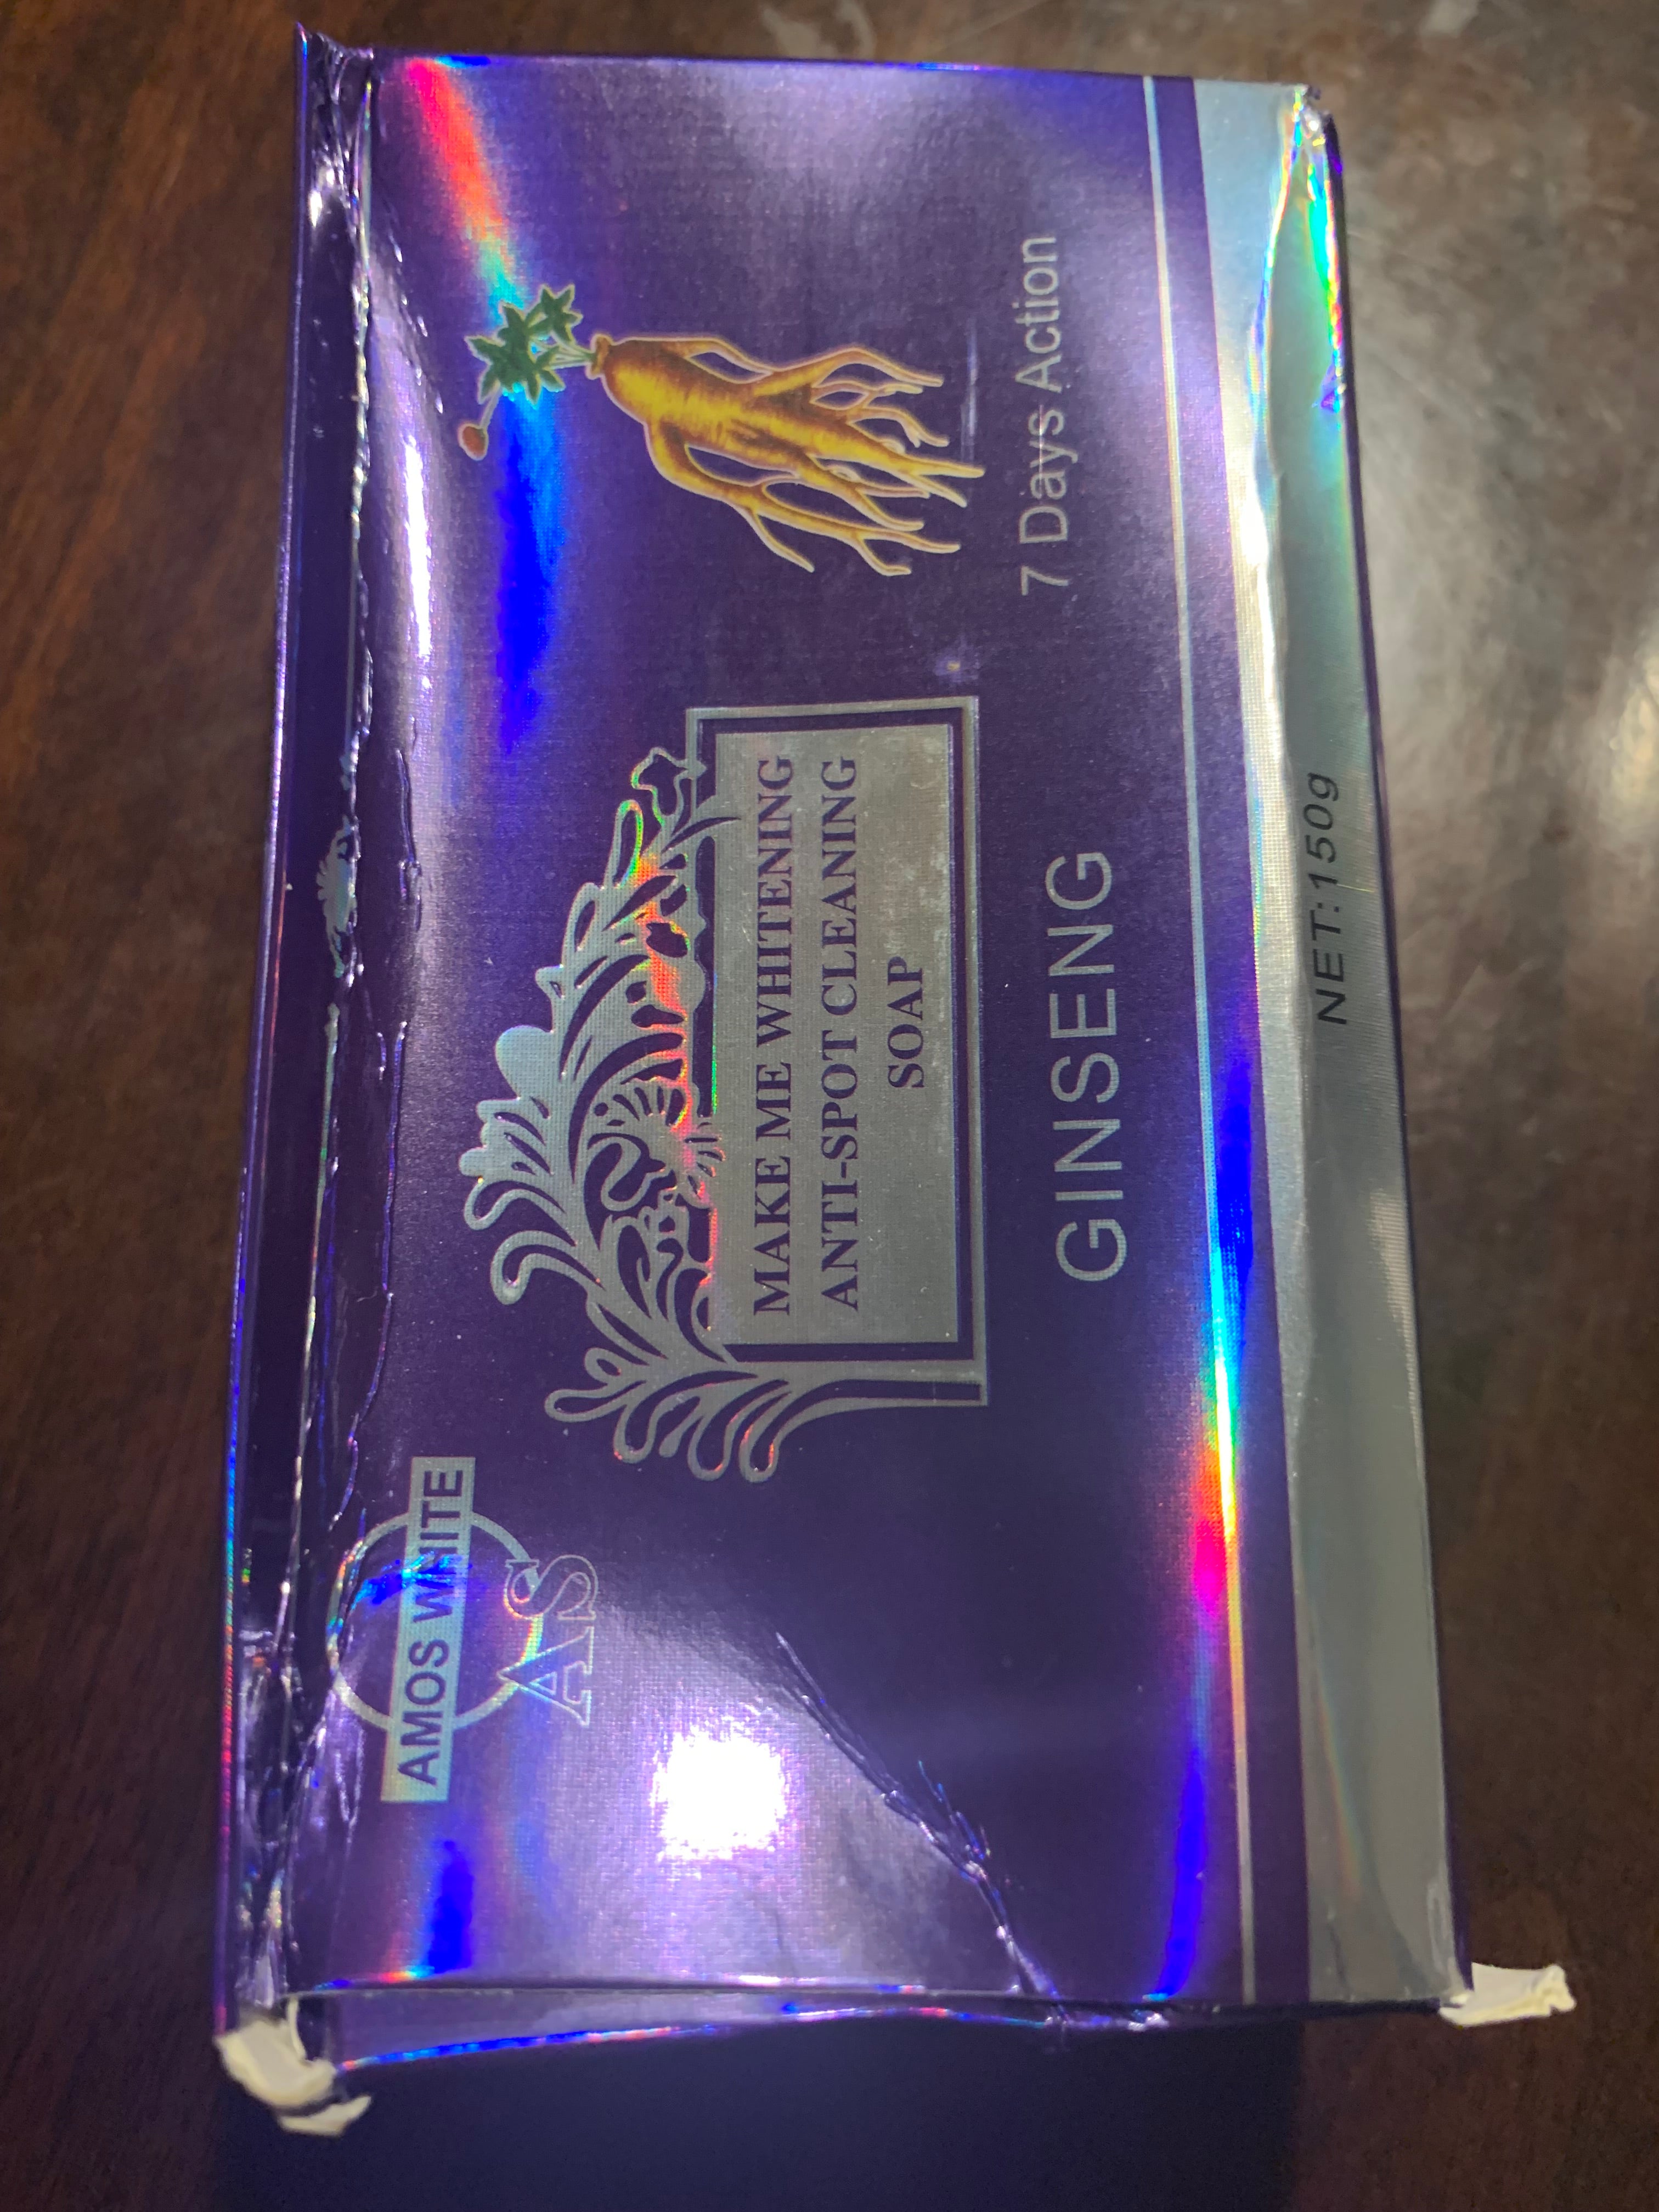 AMOS WHITE
AS
MAKE ME WHITENING
ANTI-SPOT CLEANING
SOAP
GINSENG
7 Days Action
NET:150g